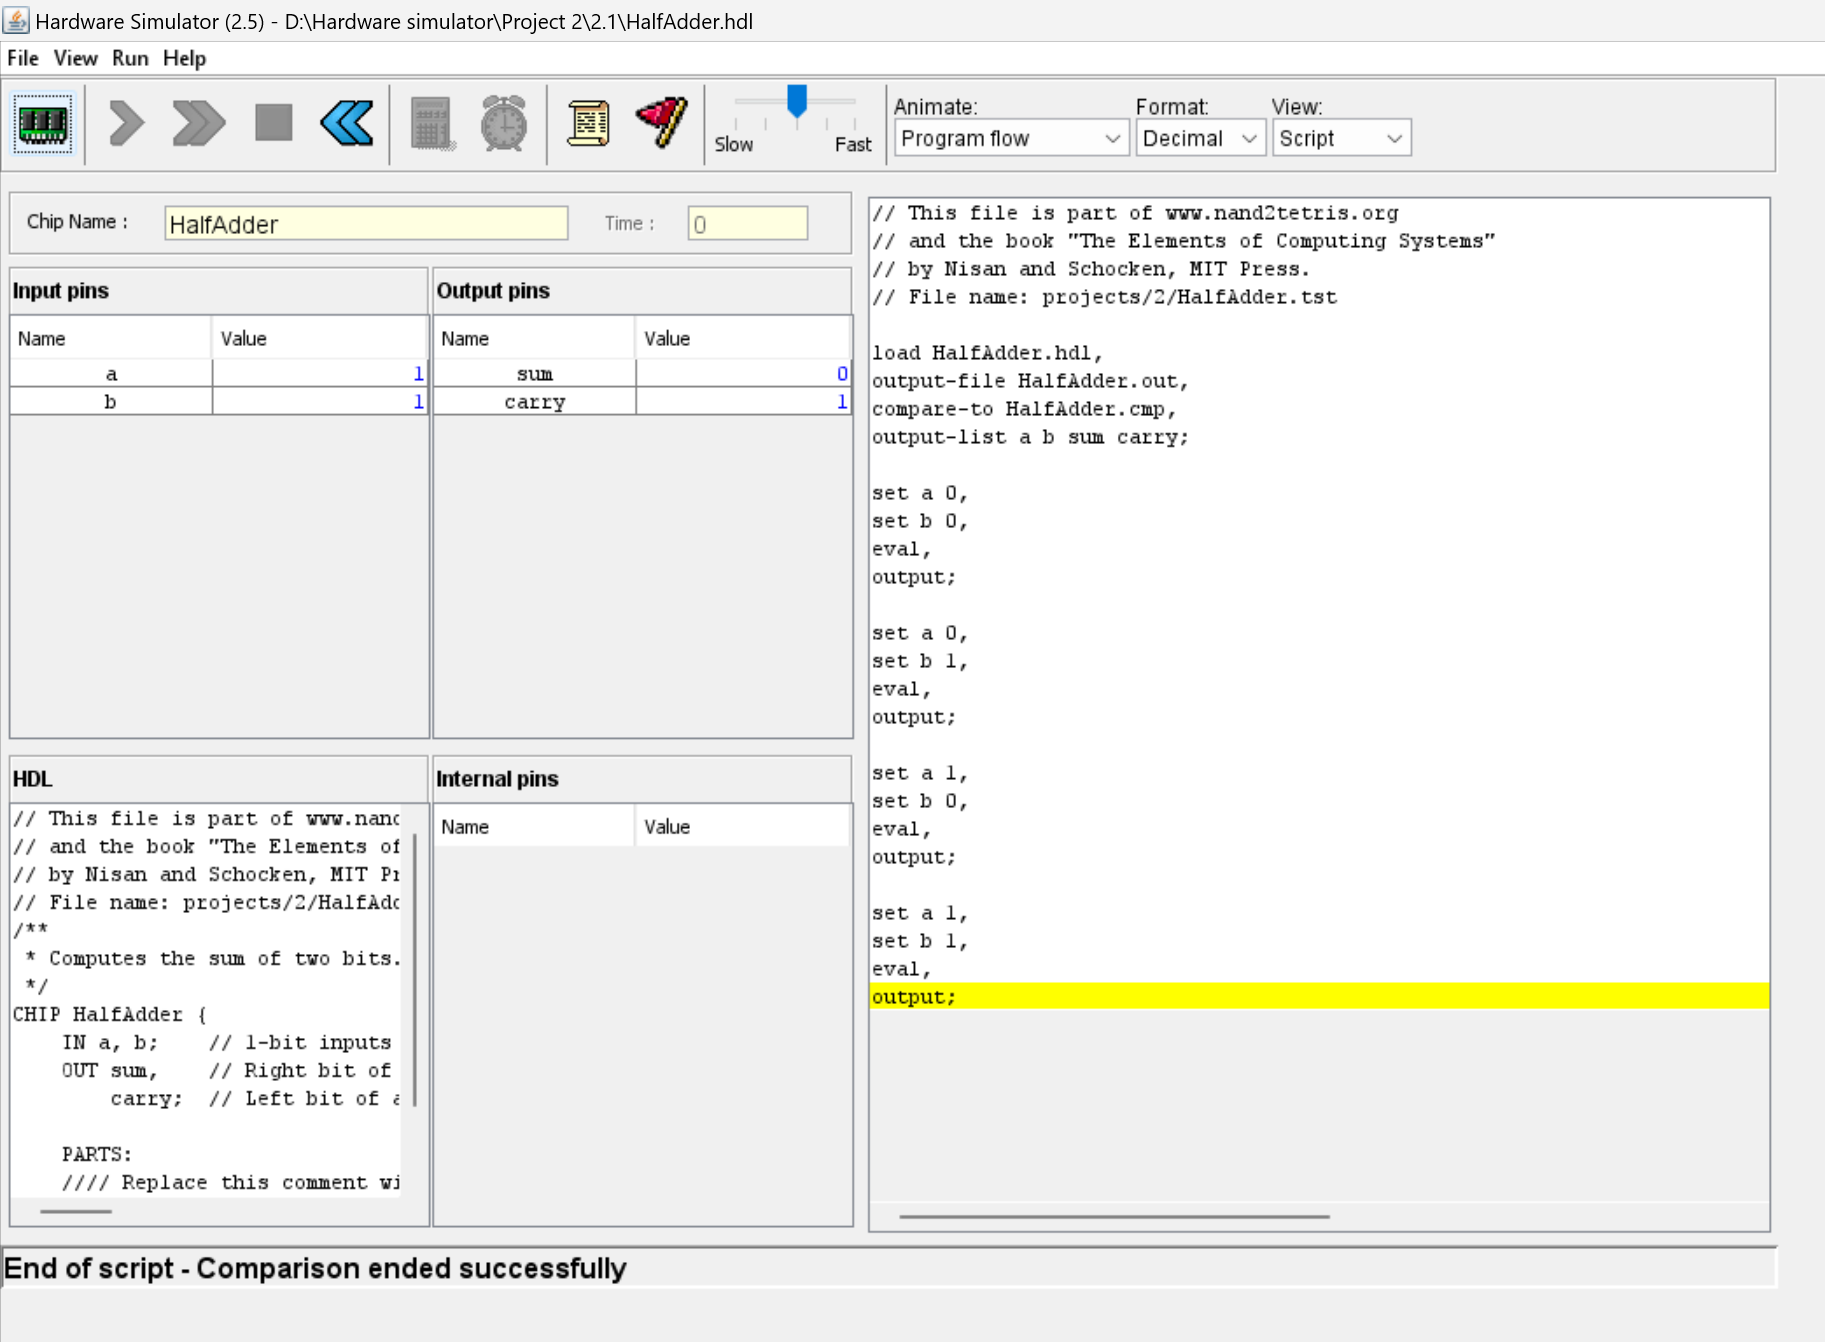 Hardware Simulator (2.5) - D:\Hardware simulator\Project 2\2.1\HalfAdder.hdl
File View Run Help
Slow Fast
Animate: Format: View:
Program flow Decimal Script
Chip Name : HalfAdder Time : 0
Input pins
Name Value
a 1
b 1
Output pins
Name Value
sum 0
carry 1
HDL
// This file is part of www.nand
// and the book "The Elements of
// by Nisan and Schocken, MIT Pr
// File name: projects/2/HalfAdd
/**
* Computes the sum of two bits.
*/
CHIP HalfAdder {
IN a, b; // 1-bit inputs
OUT sum, // Right bit of
carry; // Left bit of a
PARTS:
//// Replace this comment wi
Internal pins
Name Value
// This file is part of www.nand2tetris.org
// and the book "The Elements of Computing Systems"
// by Nisan and Schocken, MIT Press.
// File name: projects/2/HalfAdder.tst
load HalfAdder.hdl,
output-file HalfAdder.out,
compare-to HalfAdder.cmp,
output-list a b sum carry;
set a 0,
set b 0,
eval,
output;
set a 0,
set b 1,
eval,
output;
set a 1,
set b 0,
eval,
output;
set a 1,
set b 1,
eval,
output;
End of script - Comparison ended successfully